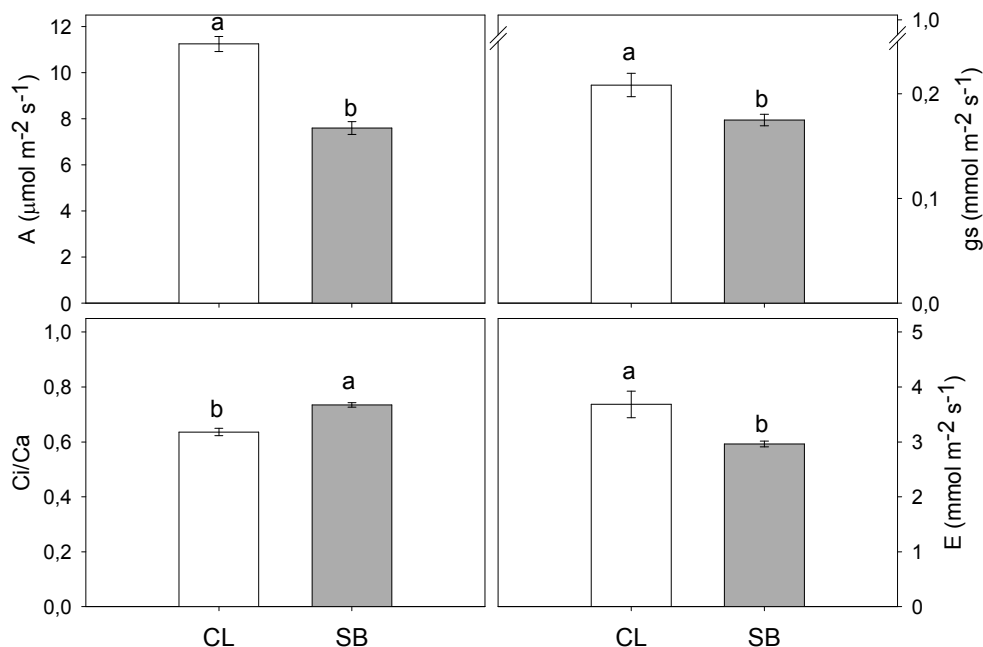 12
10
8
6
4
2
0
A (μmol m-2 s-1)
a
b
1,0
0,2
0,1
0,0
gs (mmol m-2 s-1)
a
b
1,0
0,8
0,6
0,4
0,2
0,0
Ci/Ca
b
a
CL SB
5
4
3
2
1
0
E (mmol m-2 s-1)
a
b
CL SB